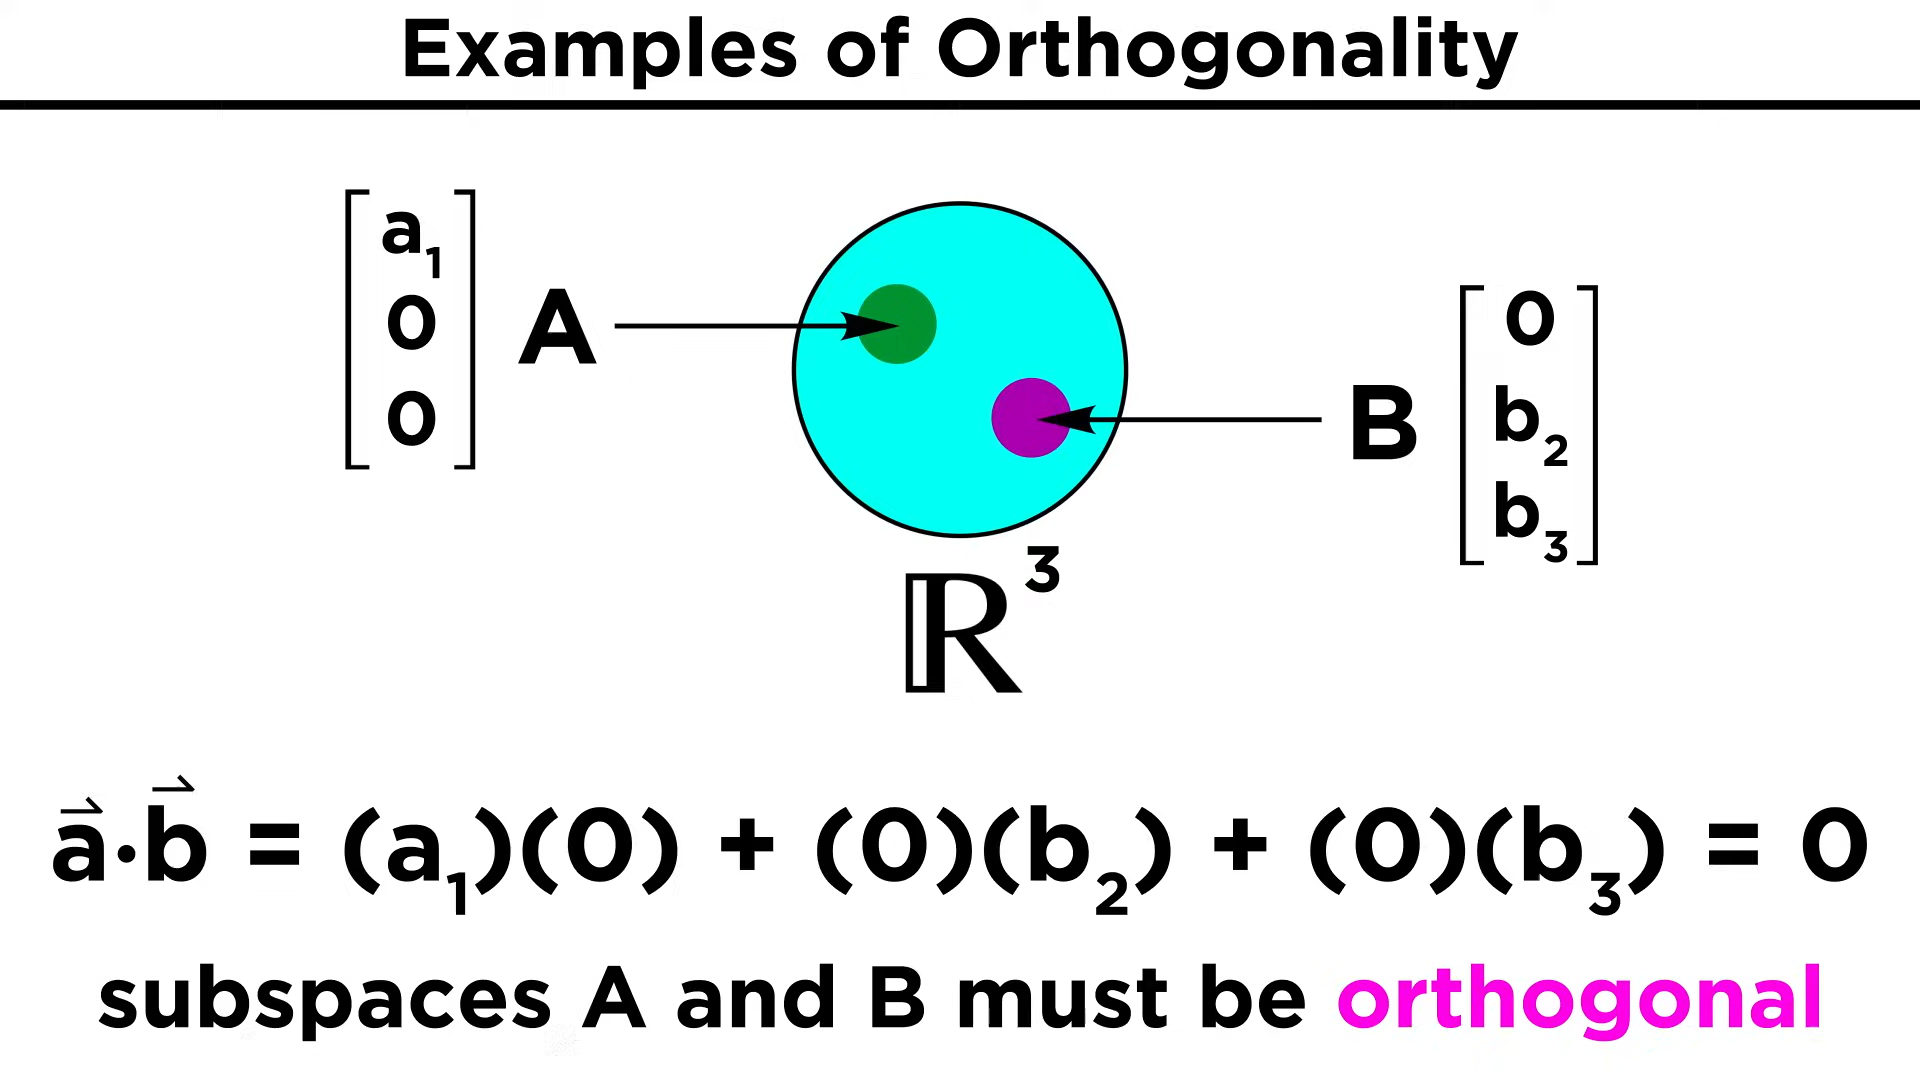 Examples of Orthogonality
[a₁ 0 0]
A
B
[0 b₂ b₃]
ℝ³
a⃗·b⃗ = (a₁)(0) + (0)(b₂) + (0)(b₃) = 0
subspaces A and B must be orthogonal